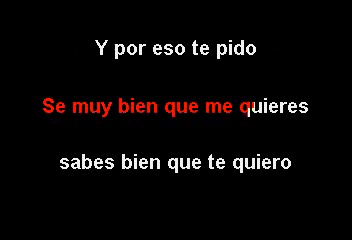 Y por eso te pido
Se muy bien que me quieres
sabes bien que te quiero